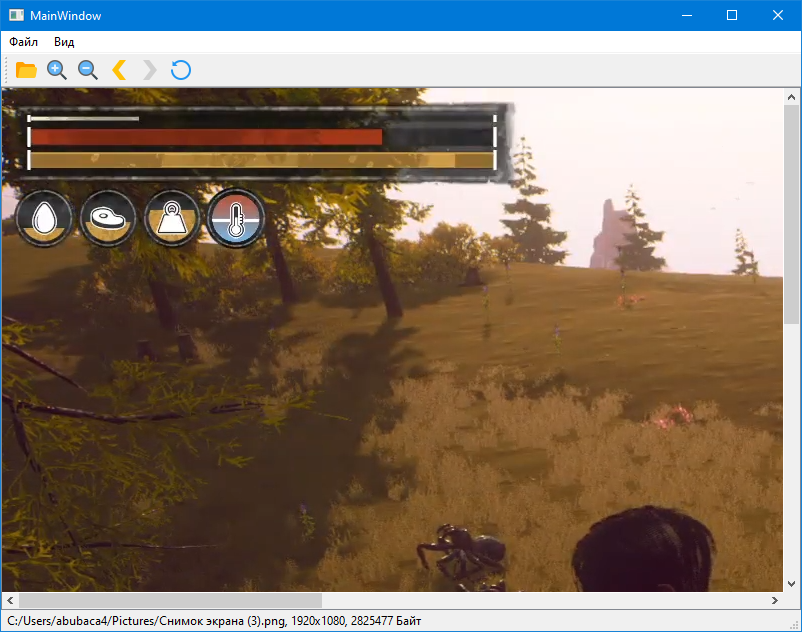 MainWindow
Файл Вид
C:/Users/abubaca4/Pictures/Снимок экрана (3).png, 1920x1080, 2825477 Байт